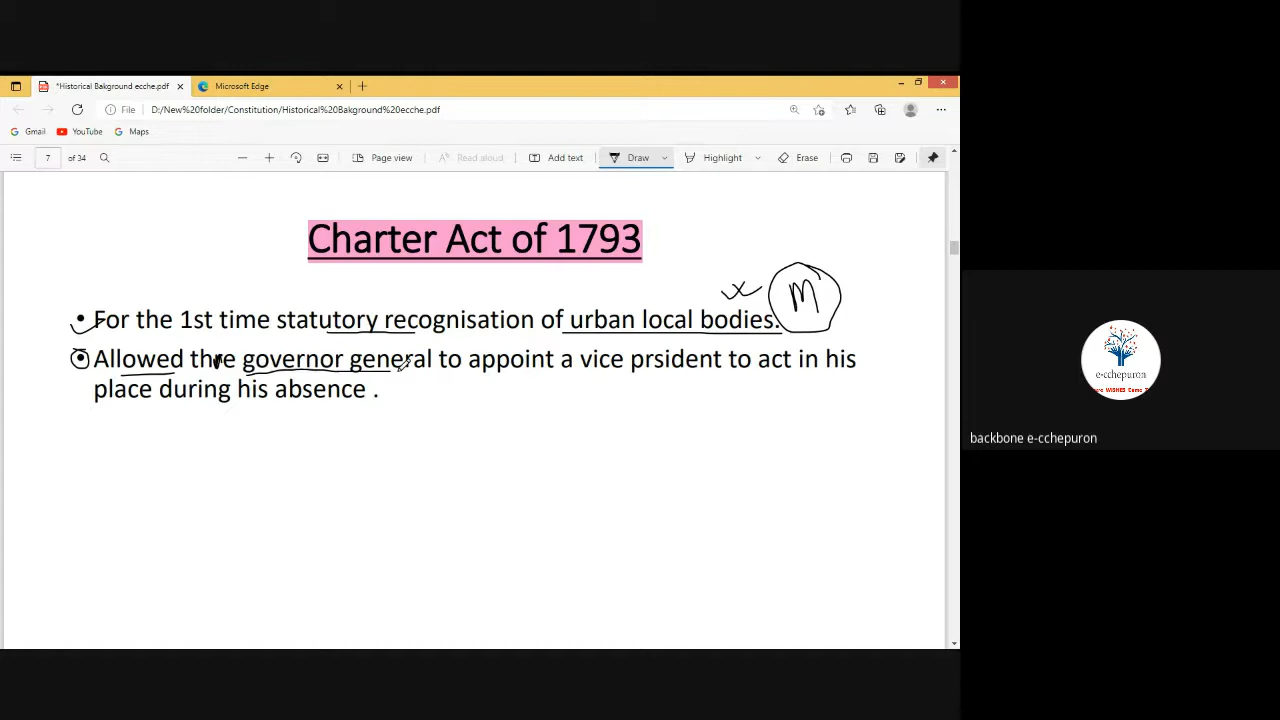 *Historical Bakground ecche.pdf
Microsoft Edge
File D:/New%20folder/Constitution/Historical%20Bakground%20ecche.pdf
Gmail YouTube Maps
7 of 34 Page view Read aloud Add text Draw Highlight Erase
Charter Act of 1793
M
• For the 1st time statutory recognisation of urban local bodies.
• Allowed thre governor general to appoint a vice prsident to act in his
place during his absence .
e-cchepuron
backbone e-cchepuron